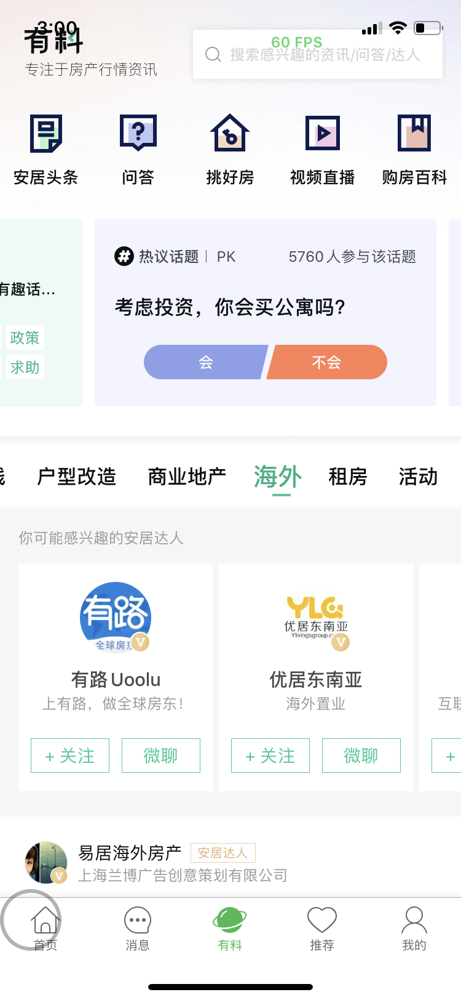 3:00
有料
60 FPS
专注于房产行情资讯
搜索感兴趣的资讯/问答/达人
安居头条
问答
挑好房
视频直播
购房百科
有趣话...
政策
求助
# 热议话题 | PK
5760人参与该话题
考虑投资，你会买公寓吗?
会
不会
户型改造
商业地产
海外
租房
活动
你可能感兴趣的安居达人
有路
全球房东
V
有路Uoolu
上有路，做全球房东！
+ 关注
微聊
YLG
优居东南亚
Ylivingsgroup.c
V
优居东南亚
海外置业
+ 关注
微聊
互联
+
易居海外房产
安居达人
V
上海兰博广告创意策划有限公司
首页
消息
有料
推荐
我的